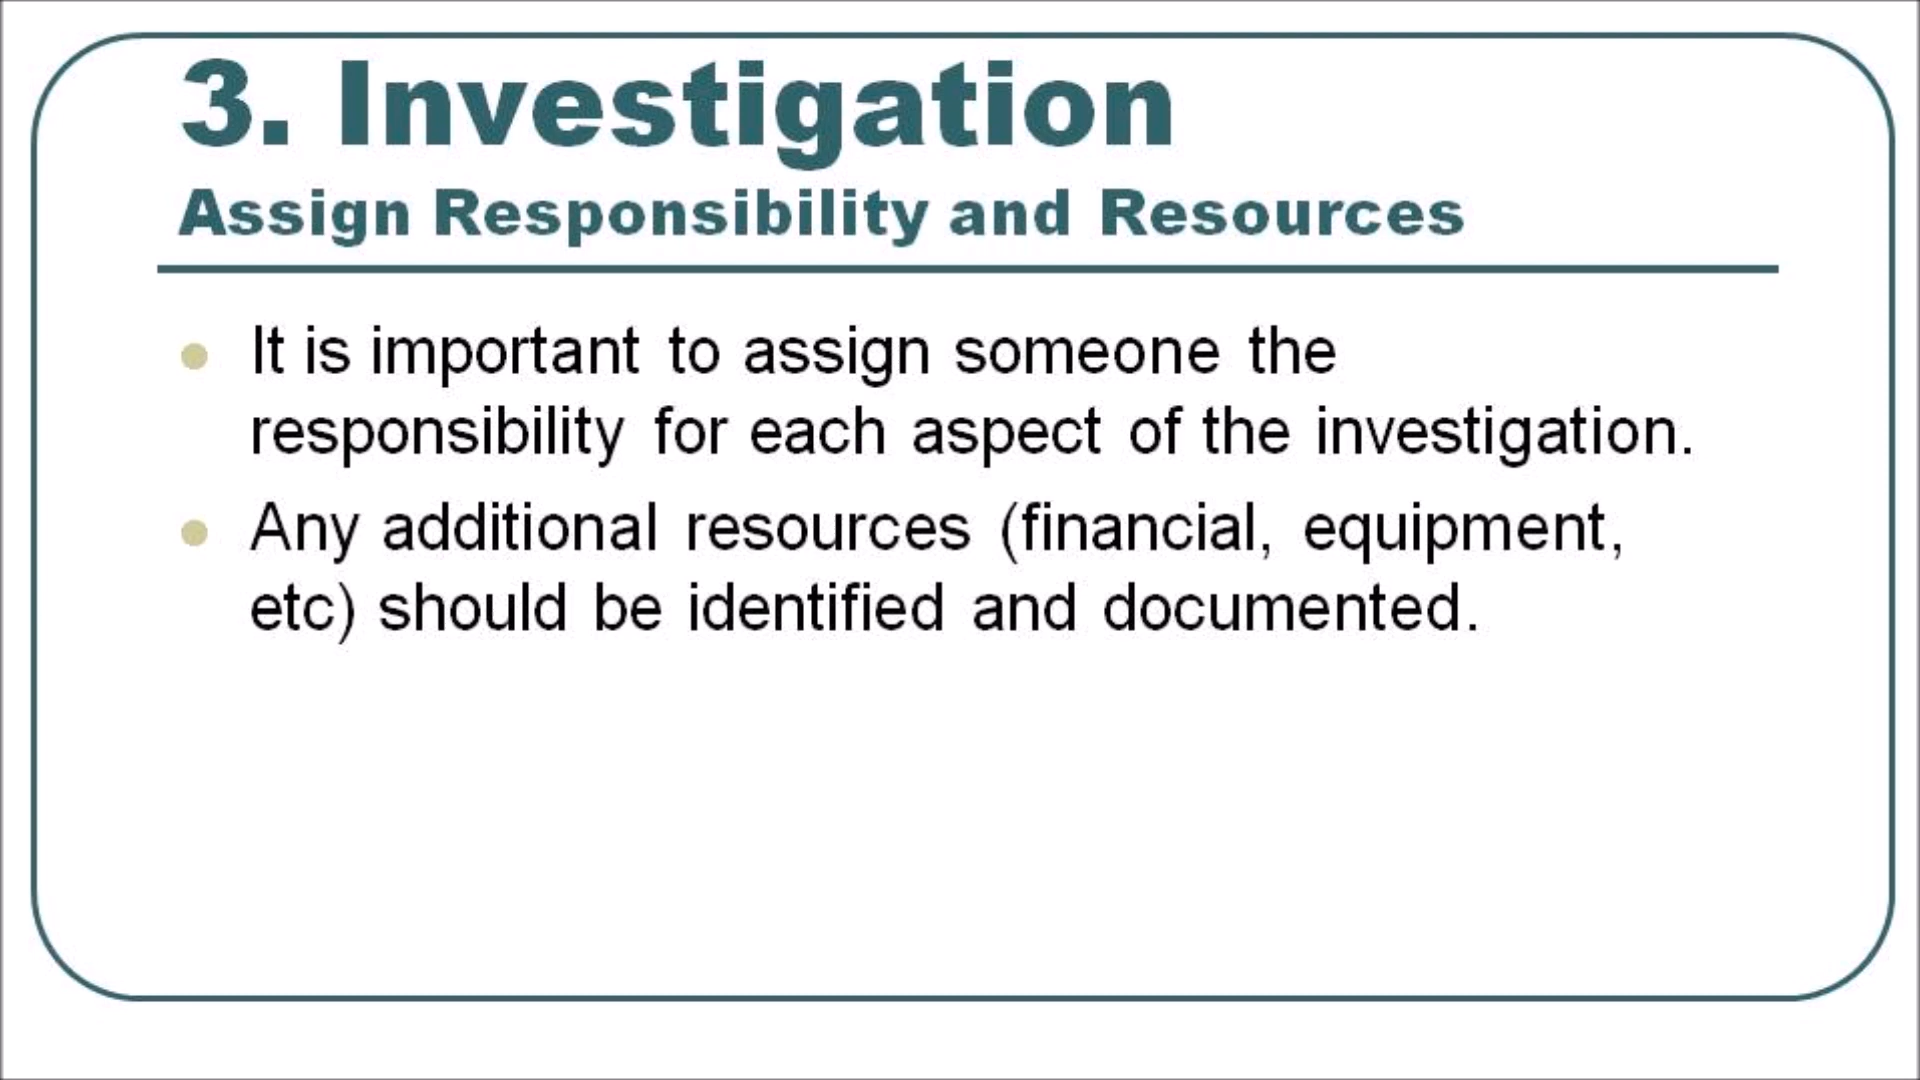 3. Investigation
Assign Responsibility and Resources
It is important to assign someone the
responsibility for each aspect of the investigation.
Any additional resources (financial, equipment,
etc) should be identified and documented.